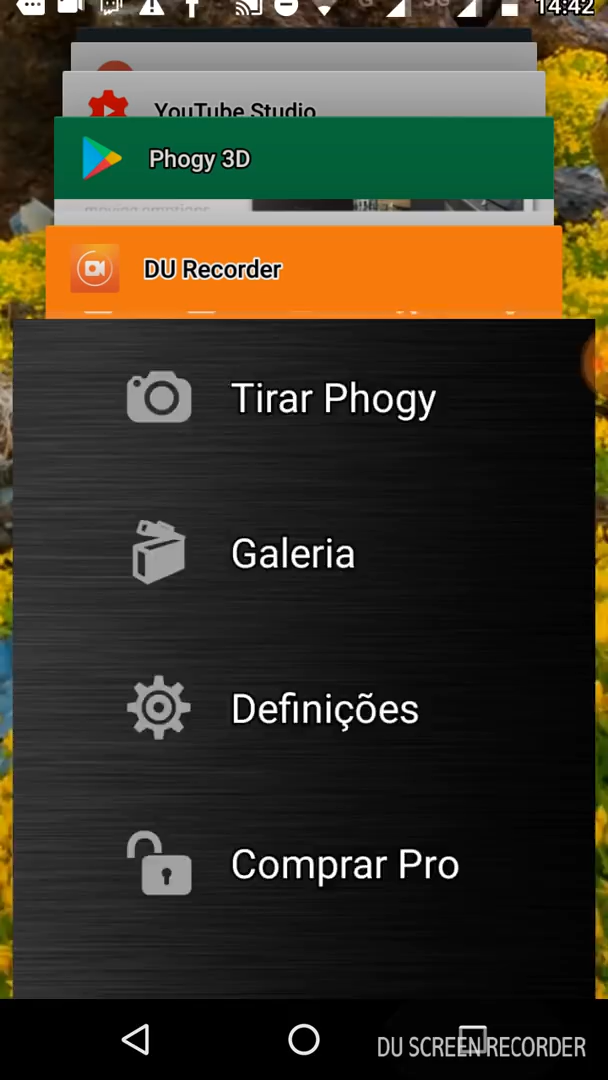 14:42
YouTube Studio
Phogy 3D
DU Recorder
Tirar Phogy
Galeria
Definições
Comprar Pro
DU SCREEN RECORDER